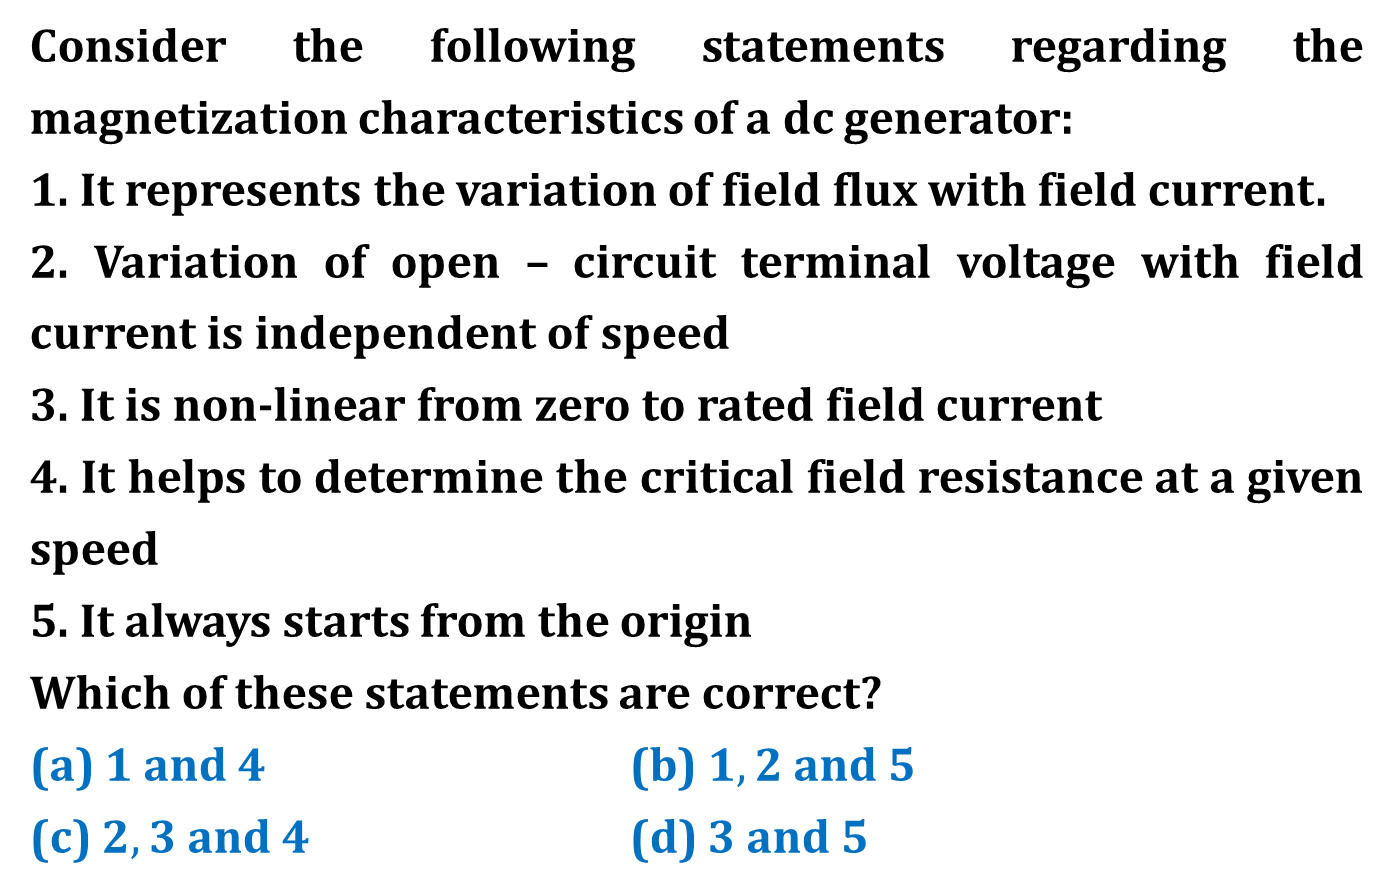 Consider the following statements regarding the
magnetization characteristics of a dc generator:
1. It represents the variation of field flux with field current.
2. Variation of open – circuit terminal voltage with field
current is independent of speed
3. It is non-linear from zero to rated field current
4. It helps to determine the critical field resistance at a given
speed
5. It always starts from the origin
Which of these statements are correct?
(a) 1 and 4 (b) 1, 2 and 5
(c) 2, 3 and 4 (d) 3 and 5